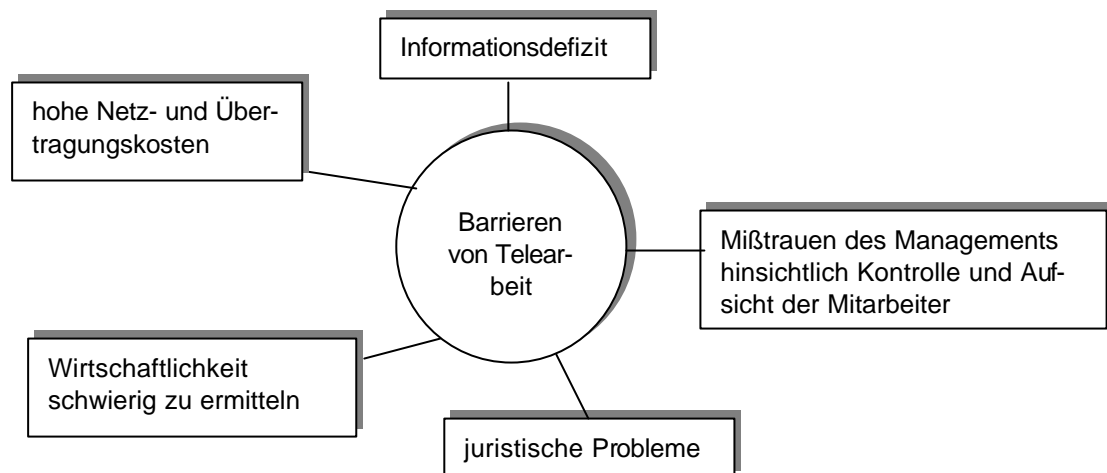 Informationsdefizit
hohe Netz- und Über-
tragungskosten
Barrieren
von Telear-
beit
Mißtrauen des Managements
hinsichtlich Kontrolle und Auf-
sicht der Mitarbeiter
Wirtschaftlichkeit
schwierig zu ermitteln
juristische Probleme